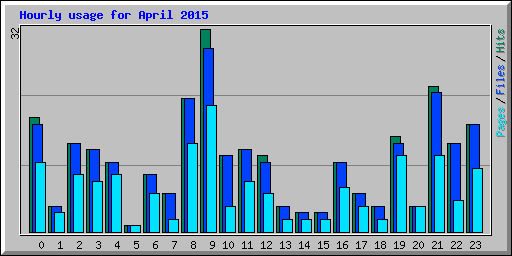 Hourly usage for April 2015
32
Pages / Files / Hits
0 1 2 3 4 5 6 7 8 9 10 11 12 13 14 15 16 17 18 19 20 21 22 23